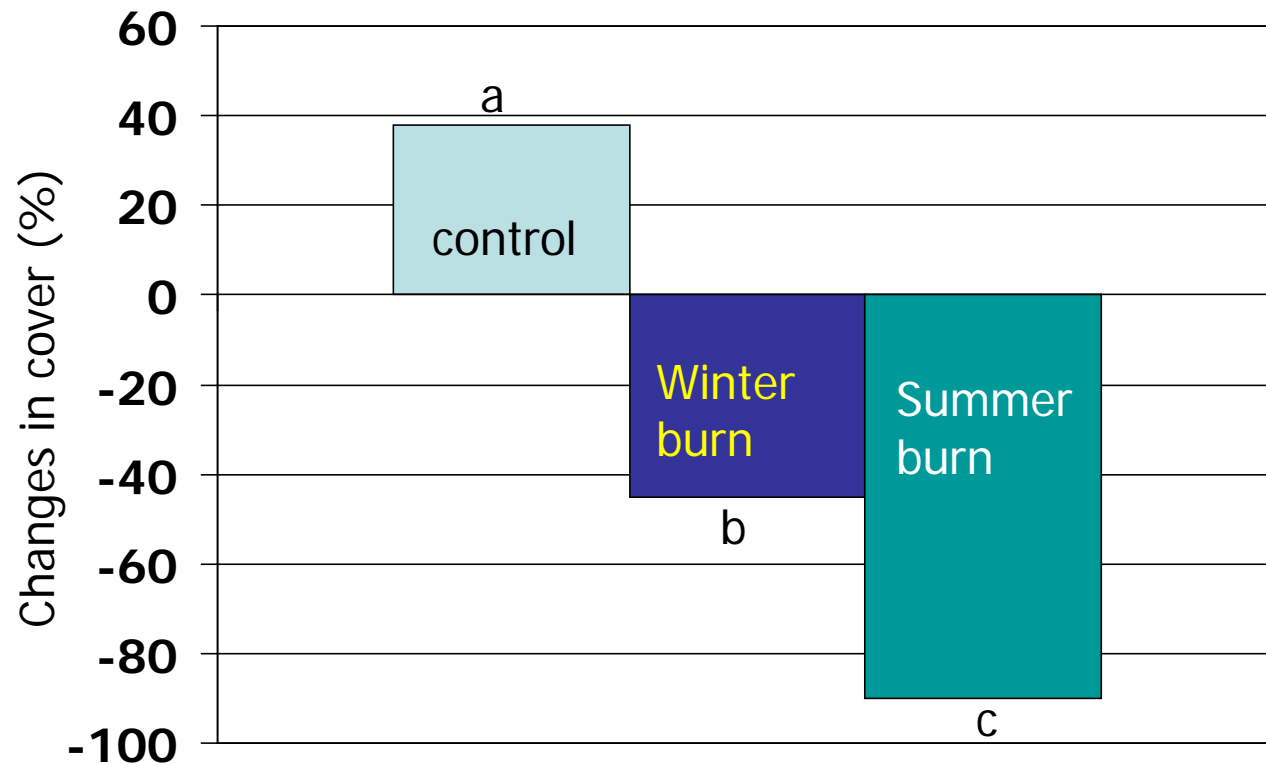 Changes in cover (%)
60
40
20
0
-20
-40
-60
-80
-100
a
control
Winter
burn
b
Summer
burn
c